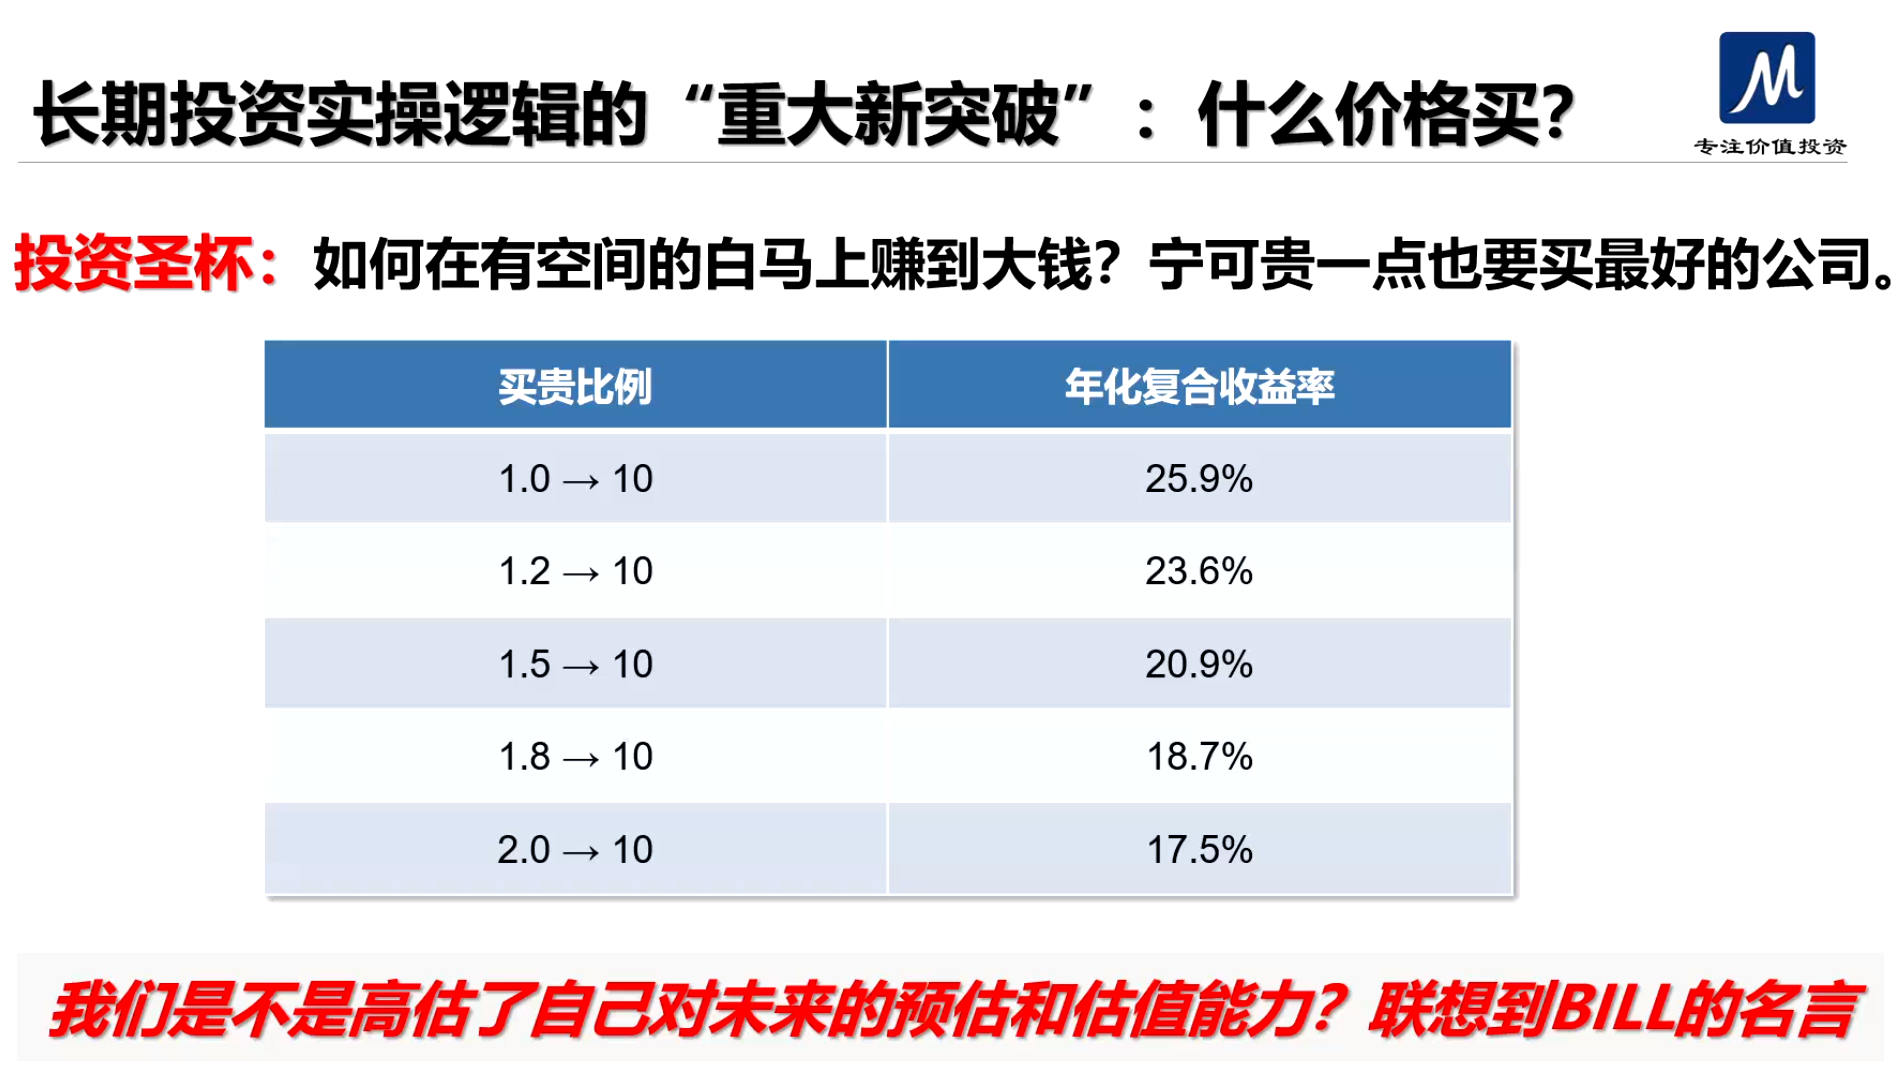 长期投资实操逻辑的“重大新突破”：什么价格买？
M
专注价值投资
投资圣杯：如何在有空间的白马上赚到大钱？宁可贵一点也要买最好的公司。
买贵比例 年化复合收益率
1.0 → 10 25.9%
1.2 → 10 23.6%
1.5 → 10 20.9%
1.8 → 10 18.7%
2.0 → 10 17.5%
我们是不是高估了自己对未来的预估和估值能力？联想到BILL的名言